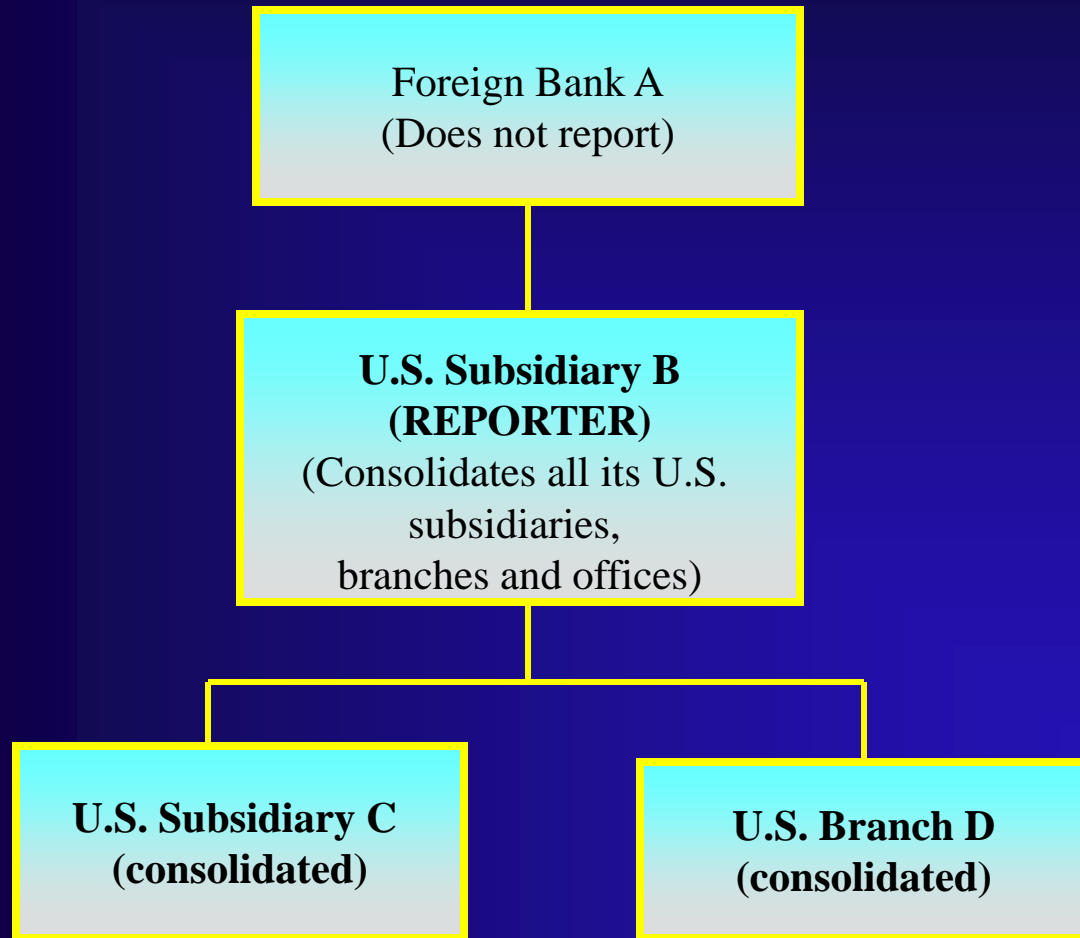 Foreign Bank A
(Does not report)
U.S. Subsidiary B
(REPORTER)
(Consolidates all its U.S.
subsidiaries,
branches and offices)
U.S. Subsidiary C
(consolidated)
U.S. Branch D
(consolidated)